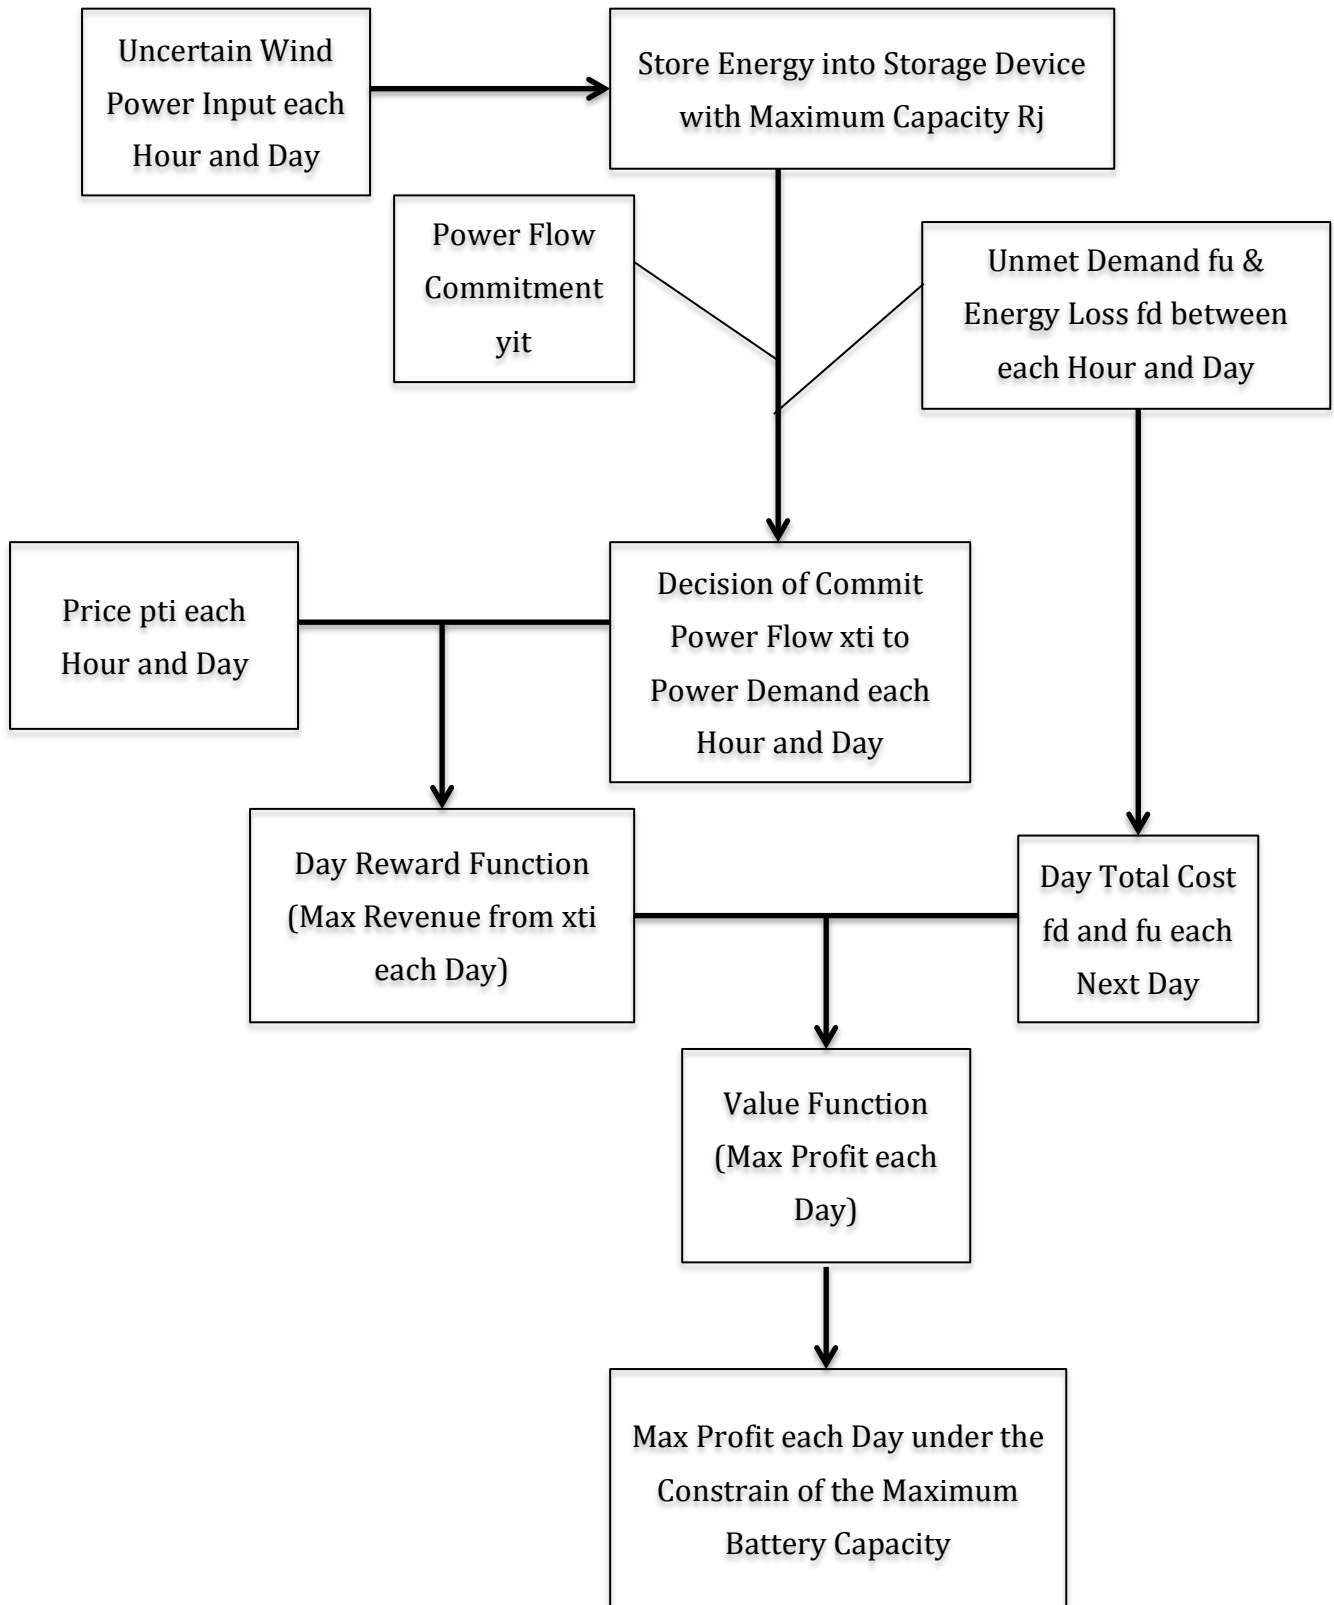 Uncertain Wind
Power Input each
Hour and Day
Store Energy into Storage Device
with Maximum Capacity Rj
Power Flow
Commitment
yit
Unmet Demand fu &
Energy Loss fd between
each Hour and Day
Price pti each
Hour and Day
Decision of Commit
Power Flow xti to
Power Demand each
Hour and Day
Day Reward Function
(Max Revenue from xti
each Day)
Day Total Cost
fd and fu each
Next Day
Value Function
(Max Profit each
Day)
Max Profit each Day under the
Constrain of the Maximum
Battery Capacity